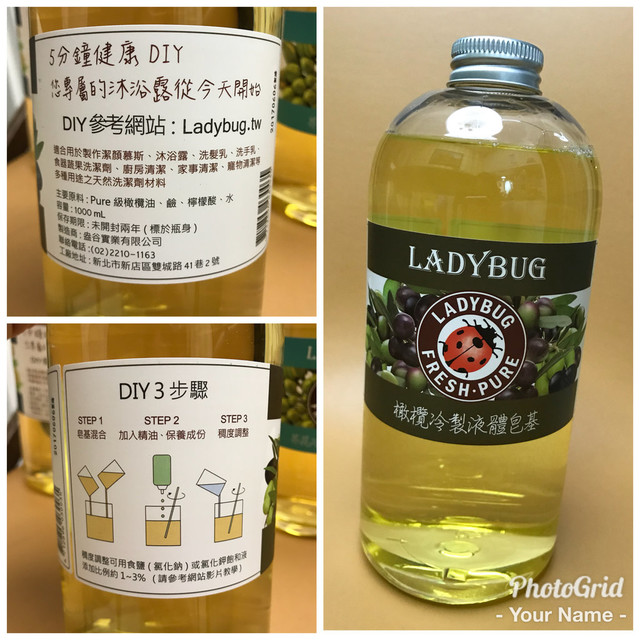 5分鐘健康 DIY
您專屬的沐浴露從今天開始
DIY 參考網站：Ladybug.tw
適合用於製作潔顏慕斯、沐浴露、洗髮乳、洗手乳、
食器蔬果洗潔劑、廚房清潔、家事清潔、寵物清潔等
多種用途之天然洗潔劑材料
主要原料：Pure 級橄欖油、鹼、檸檬酸、水
容量：1000 mL
保存期限：未開封兩年（標於瓶身）
製造商：蟲谷實業有限公司
聯絡電話：(02)2210-1163
工廠地址：新北市新店區雙城路41巷2號
DIY 3 步驟
STEP 1
皂基混合
STEP 2
加入精油、保養成份
STEP 3
稠度調整
稠度調整可用食鹽（氯化鈉）或氯化鉀飽和液
添加比例約 1~3%（請參考網站影片教學）
LADYBUG
LADYBUG
FRESH·PURE
橄欖冷製液體皂基
PhotoGrid
- Your Name -